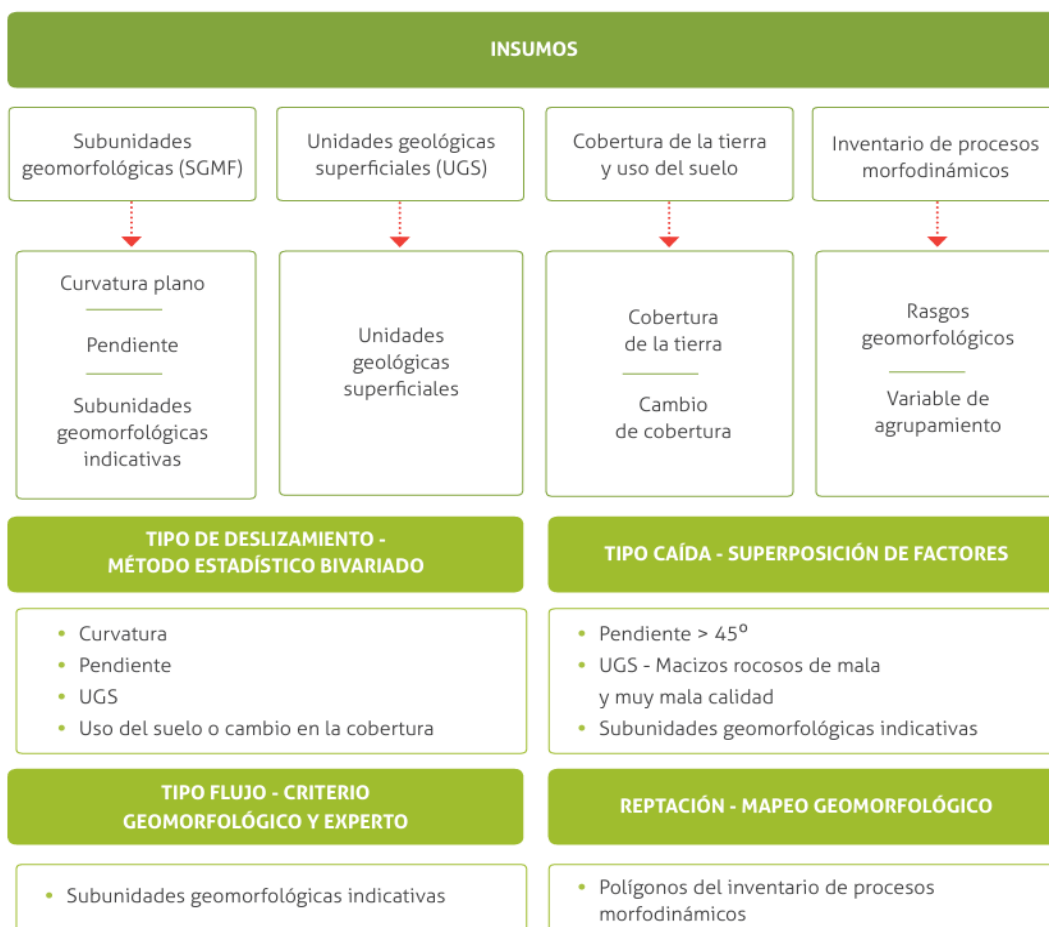 INSUMOS
Subunidades
geomorfológicas (SGMF)
Unidades geológicas
superficiales (UGS)
Cobertura de la tierra
y uso del suelo
Inventario de procesos
morfodinámicos
Curvatura plano
Pendiente
Subunidades
geomorfológicas
indicativas
Unidades
geológicas
superficiales
Cobertura
de la tierra
Cambio
de cobertura
Rasgos
geomorfológicos
Variable de
agrupamiento
TIPO DE DESLIZAMIENTO -
MÉTODO ESTADÍSTICO BIVARIADO
• Curvatura
• Pendiente
• UGS
• Uso del suelo o cambio en la cobertura
TIPO CAÍDA - SUPERPOSICIÓN DE FACTORES
• Pendiente > 45º
• UGS - Macizos rocosos de mala
y muy mala calidad
• Subunidades geomorfológicas indicativas
TIPO FLUJO - CRITERIO
GEOMORFOLÓGICO Y EXPERTO
• Subunidades geomorfológicas indicativas
REPTACIÓN - MAPEO GEOMORFOLÓGICO
• Polígonos del inventario de procesos
morfodinámicos